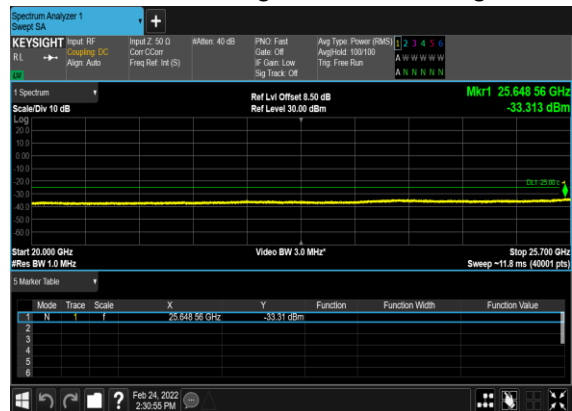 Spectrum Analyzer 1
Swept SA
+
KEYSIGHT Input: RF Input Z: 50 Ω #Atten: 40 dB PNO: Fast Avg Type: Power (RMS) 1 2 3 4 5 6
RL Coupling: DC Corr CCorr Gate: Off Avg|Hold: 100/100 A W W W W W
Align: Auto Freq Ref: Int (S) IF Gain: Low Trig: Free Run
Sig Track: Off A N N N N N
1 Spectrum Ref Lvl Offset 8.50 dB Mkr1 25.648 56 GHz
Scale/Div 10 dB Ref Level 30.00 dBm -33.313 dBm
Log
20.0
10.0
0.00
-10.0
-20.0
DL1 -25.00
-30.0
-40.0
-50.0
-60.0
Start 20.000 GHz Video BW 3.0 MHz* Stop 25.700 GHz
#Res BW 1.0 MHz Sweep ~11.8 ms (40001 pts)
5 Marker Table
Mode Trace Scale X Y Function Function Width Function Value
1 N 1 f 25.648 56 GHz -33.31 dBm
2
3
4
5
6
? Feb 24, 2022
2:30:55 PM